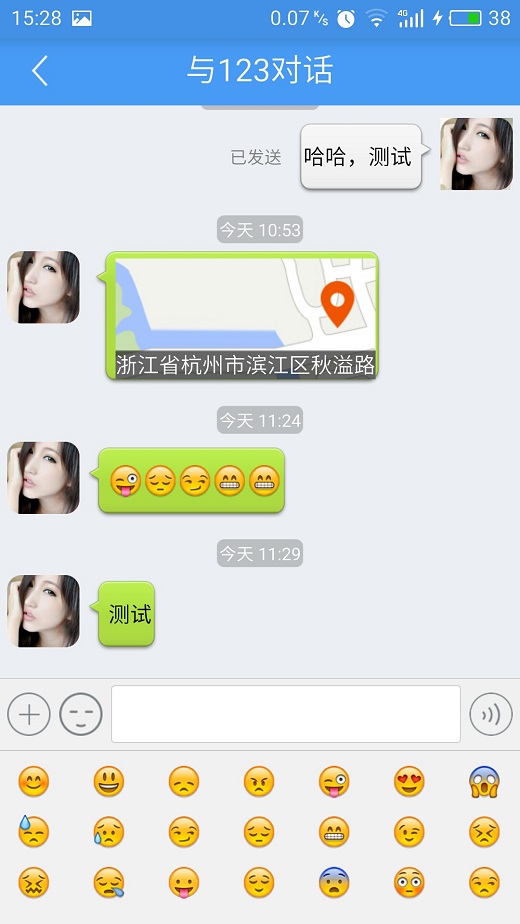 15:28 0.07 K/s 4G 38
与123对话
已发送 哈哈，测试
今天 10:53
浙江省杭州市滨江区秋溢路
今天 11:24
今天 11:29
测试